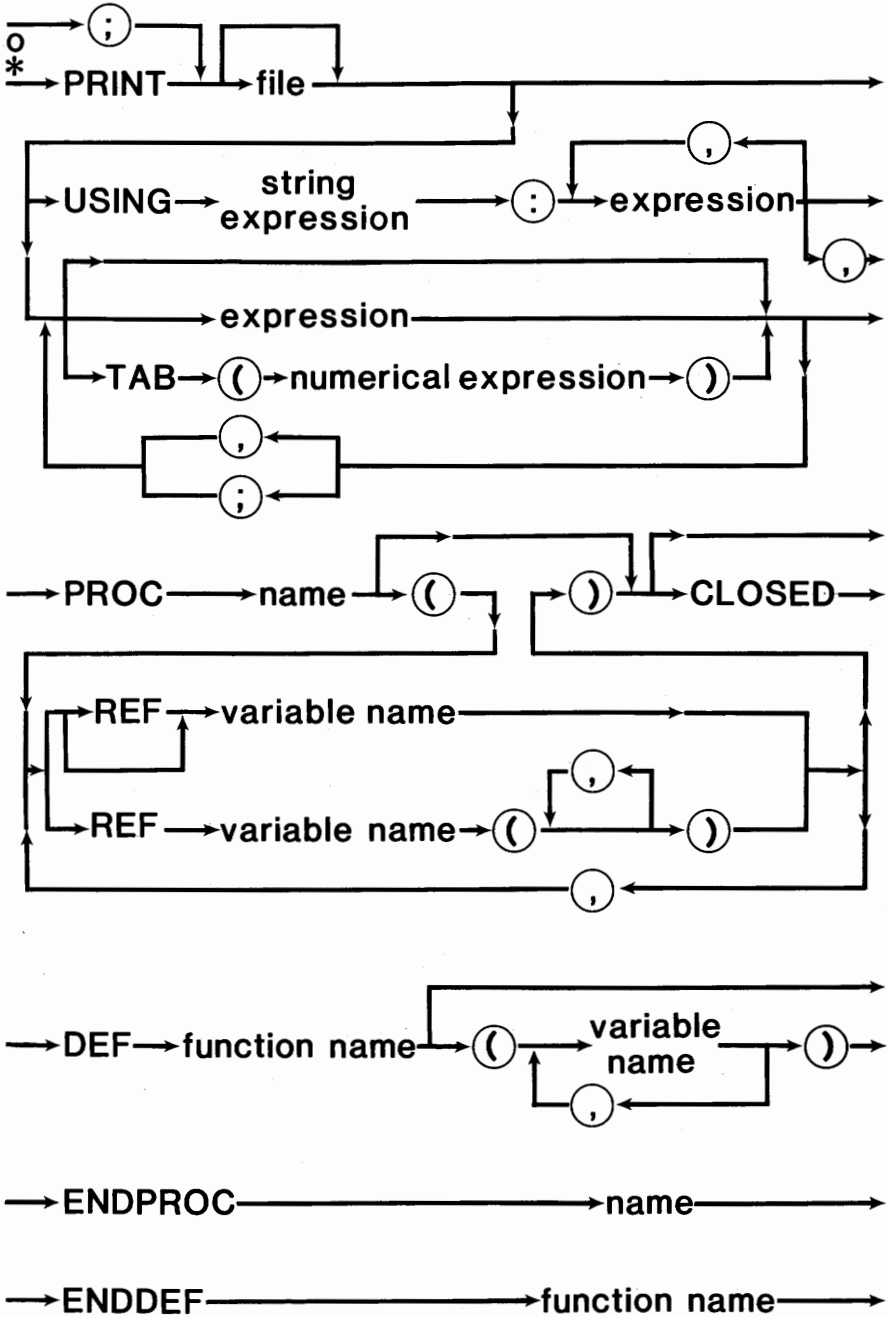 ;
o
* PRINT file
,
USING string expression : expression
,
expression
TAB ( numerical expression )
,
;
PROC name ( ) CLOSED
REF variable name
,
REF variable name ( )
,
DEF function name ( variable name )
,
ENDPROC name
ENDDEF function name